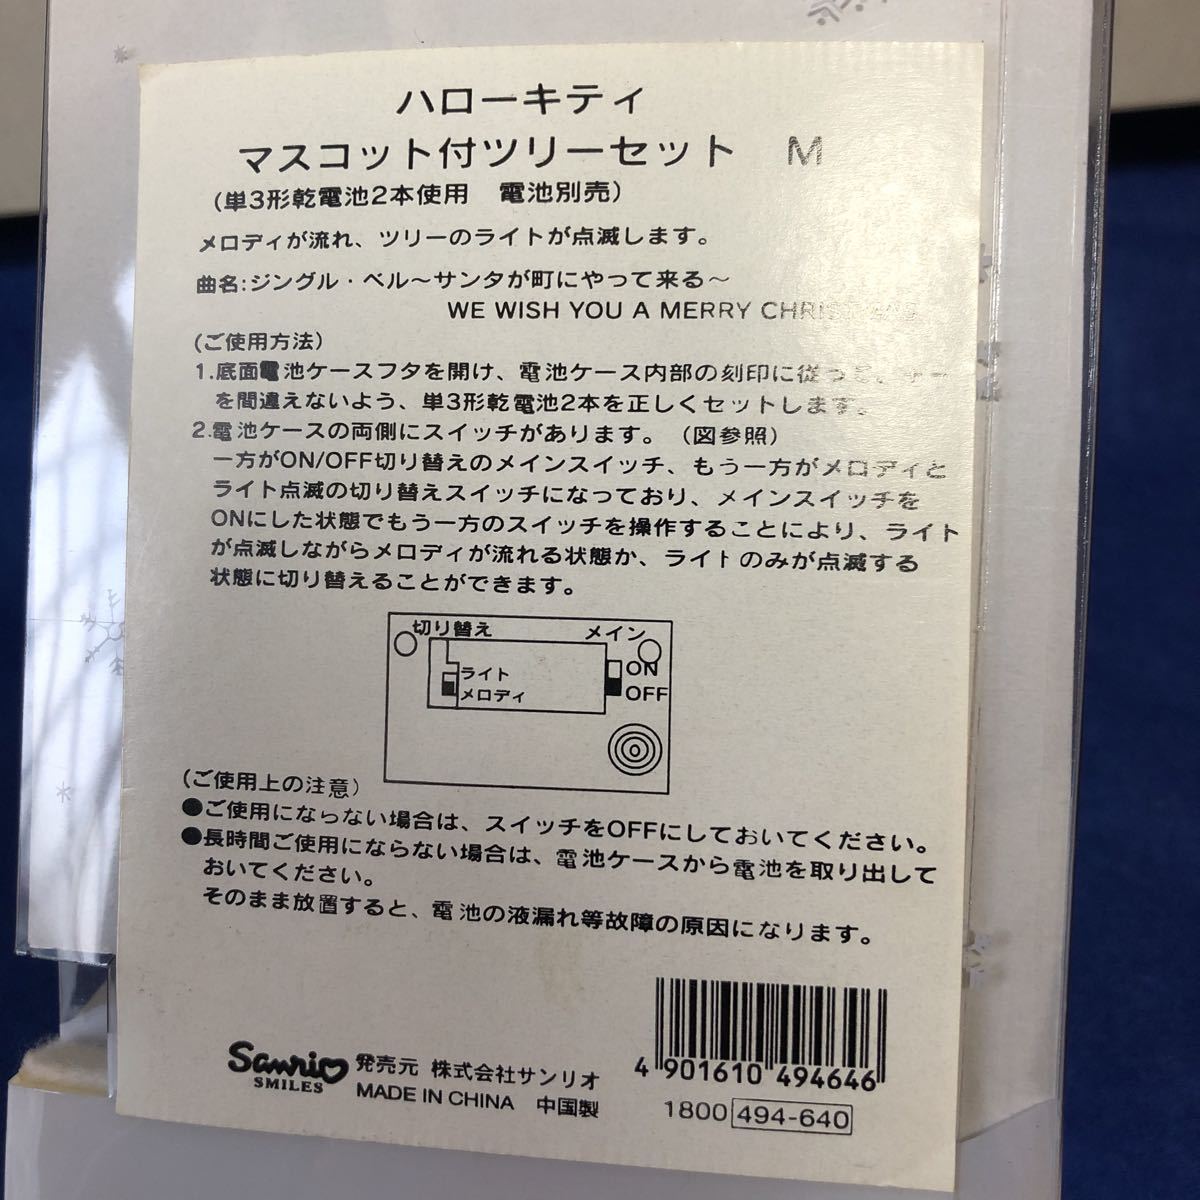 ハローキティ
マスコット付ツリーセット M
(単3形乾電池2本使用 電池別売)
メロディが流れ、ツリーのライトが点滅します。
曲名:ジングル・ベル〜サンタが町にやって来る〜
WE WISH YOU A MERRY CHRISTMAS
(ご使用方法)
1.底面電池ケースフタを開け、電池ケース内部の刻印に従って、
を間違えないよう、単3形乾電池2本を正しくセットします。
2.電池ケースの両側にスイッチがあります。(図参照)
一方がON/OFF切り替えのメインスイッチ、もう一方がメロディと
ライト点滅の切り替えスイッチになっており、メインスイッチを
ONにした状態でもう一方のスイッチを操作することにより、ライト
が点滅しながらメロディが流れる状態か、ライトのみが点滅する
状態に切り替えることができます。
切り替え メイン
ライト ON
メロディ OFF
(ご使用上の注意)
●ご使用にならない場合は、スイッチをOFFにしておいてください。
●長時間ご使用にならない場合は、電池ケースから電池を取り出して
おいてください。
そのまま放置すると、電池の液漏れ等故障の原因になります。
Sanrio
SMILES
発売元 株式会社サンリオ
MADE IN CHINA 中国製
4 901610 494646
1800 494-640